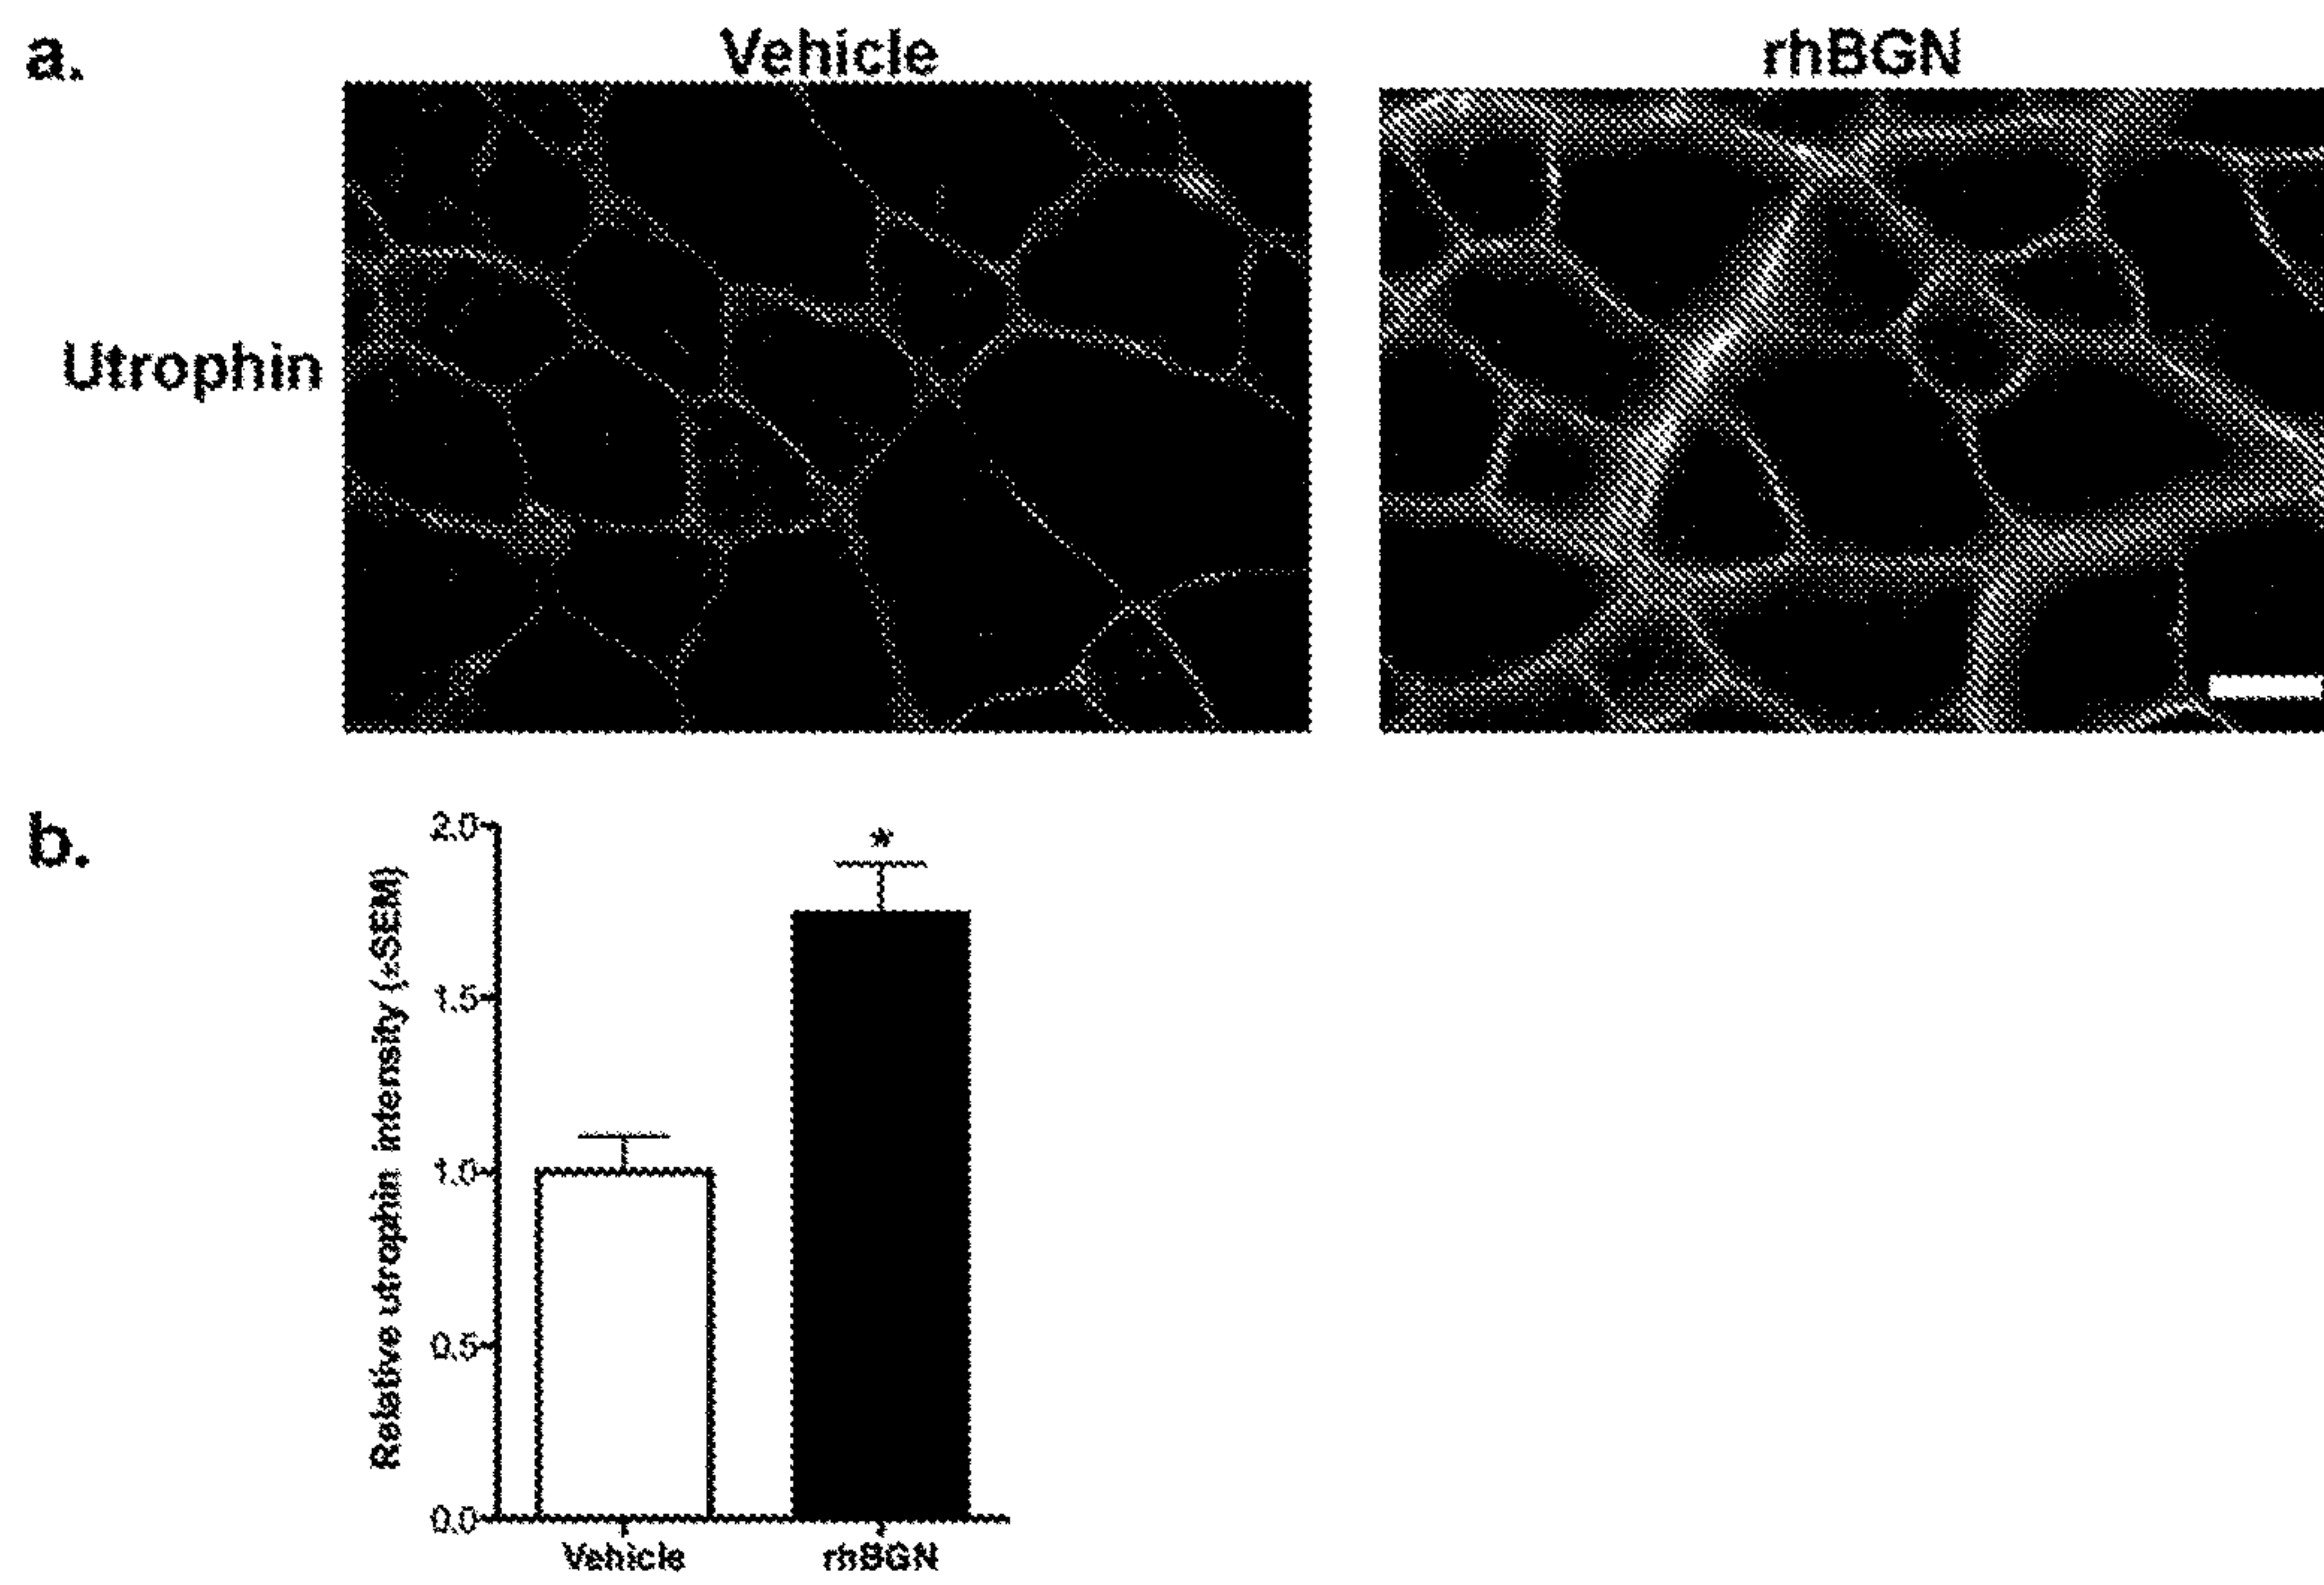 a.
Vehicle
rhBGN
Utrophin
b.
*
Relative utrophin intensity (±SEM)
2.0
1.5
1.0
0.5
0.0
Vehicle
rhBGN